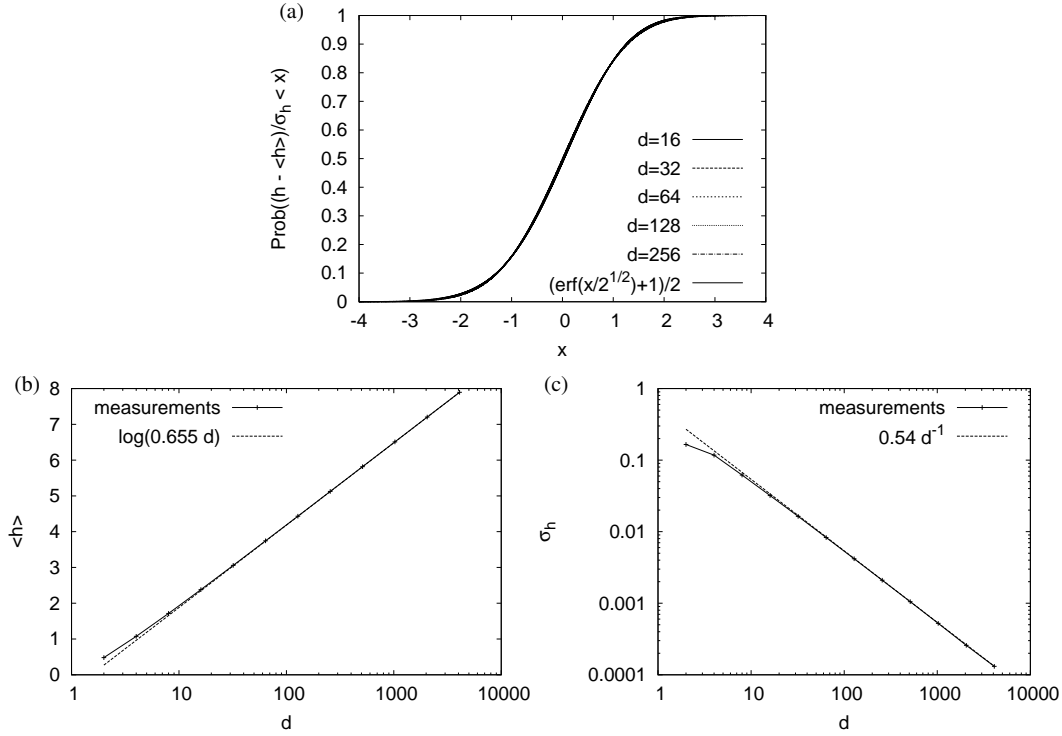 (a)
Prob((h - <h>)/σh < x)
1
0.9
0.8
0.7
0.6
0.5
0.4
0.3
0.2
0.1
0
d=16
d=32
d=64
d=128
d=256
(erf(x/2^1/2)+1)/2
-4 -3 -2 -1 0 1 2 3 4
x
(b)
<h>
8
7
6
5
4
3
2
1
0
measurements
log(0.655 d)
1 10 100 1000 10000
d
(c)
σh
1
0.1
0.01
0.001
0.0001
measurements
0.54 d^-1
1 10 100 1000 10000
d